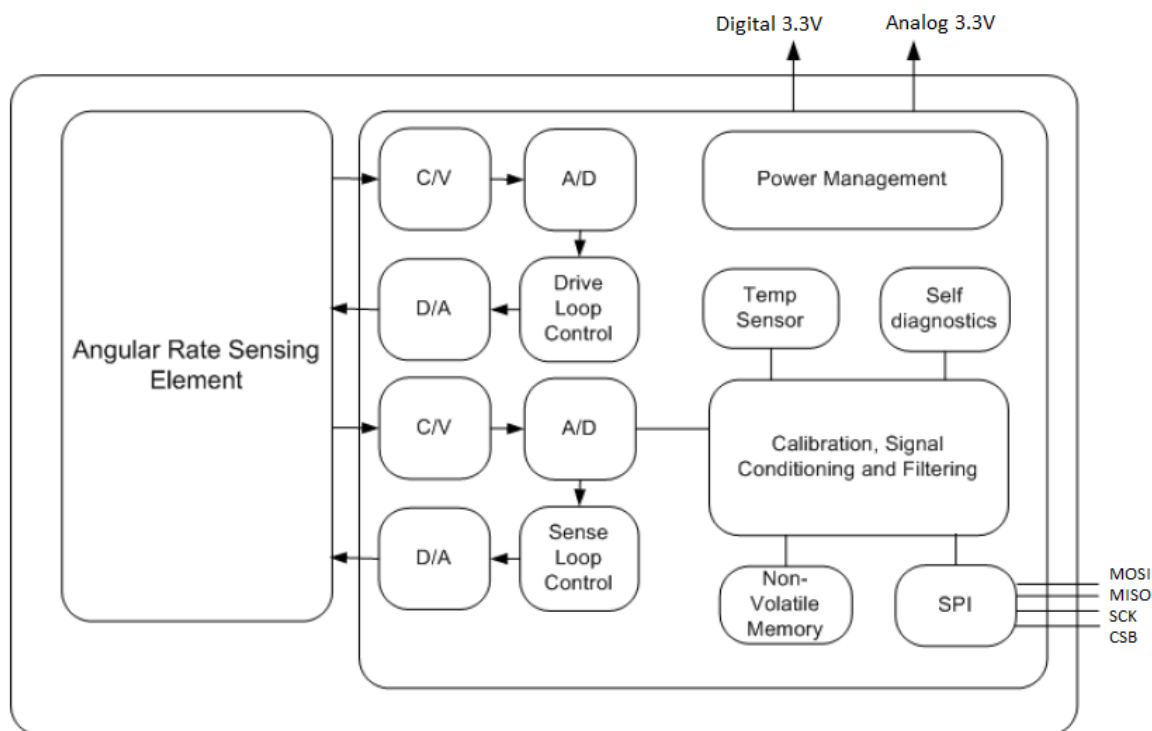 Digital 3.3V
Analog 3.3V
Angular Rate Sensing
Element
C/V
A/D
Power Management
D/A
Drive
Loop
Control
Temp
Sensor
Self
diagnostics
C/V
A/D
Calibration, Signal
Conditioning and Filtering
D/A
Sense
Loop
Control
Non-
Volatile
Memory
SPI
MOSI
MISO
SCK
CSB